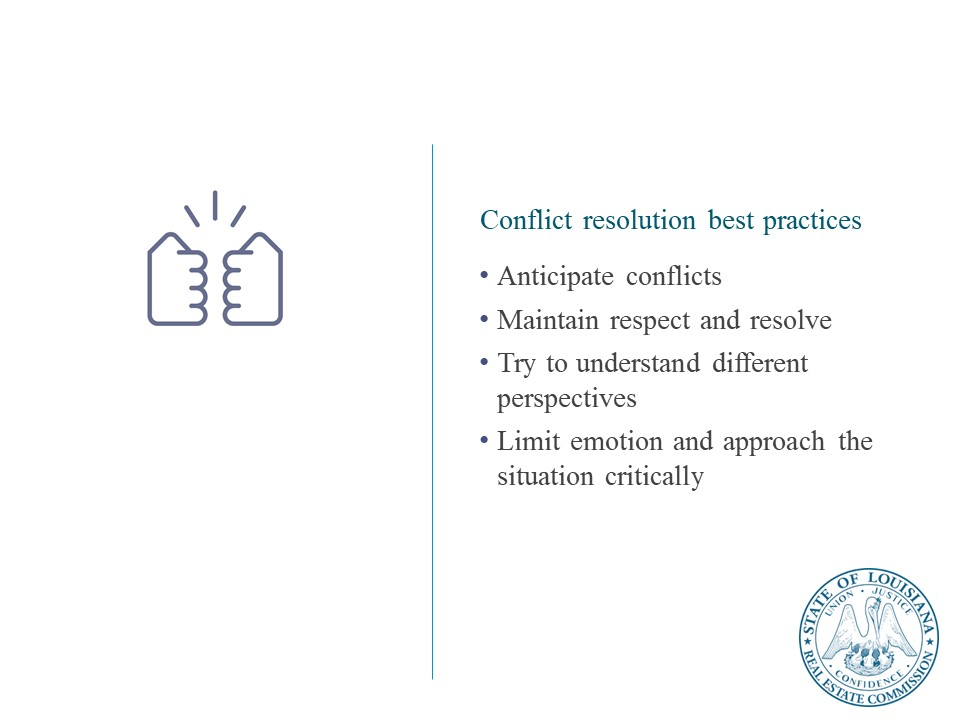 Conflict resolution best practices
• Anticipate conflicts
• Maintain respect and resolve
• Try to understand different
perspectives
• Limit emotion and approach the
situation critically
STATE OF LOUISIANA
UNION · JUSTICE
· CONFIDENCE ·
REAL ESTATE COMMISSION